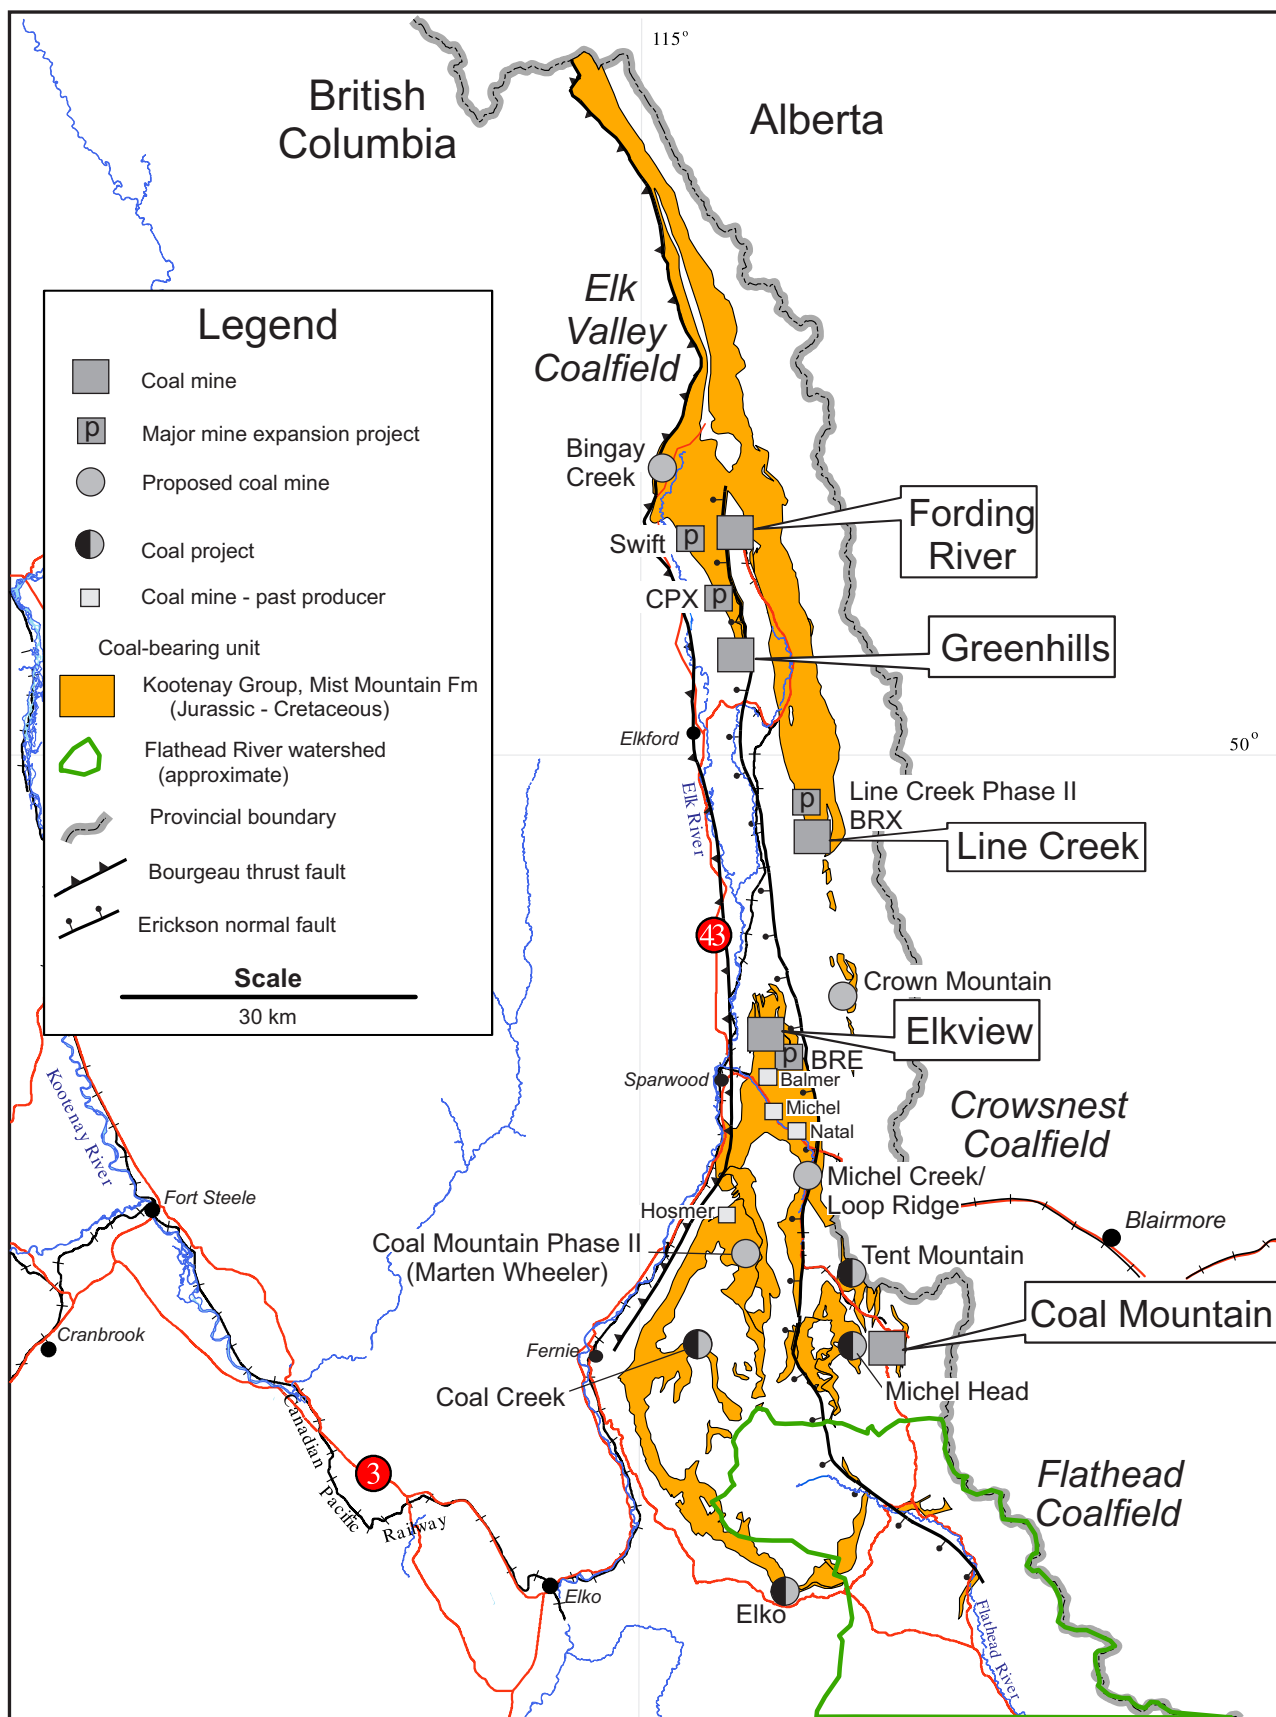 115°
British
Columbia
Alberta
Elk
Valley
Coalfield
Legend
Coal mine
p
Major mine expansion project
Proposed coal mine
Coal project
Coal mine - past producer
Coal-bearing unit
Kootenay Group, Mist Mountain Fm
(Jurassic - Cretaceous)
Flathead River watershed
(approximate)
Provincial boundary
Bourgeau thrust fault
Erickson normal fault
Scale
30 km
Bingay
Creek
Swift
p
Fording
River
CPX
p
Greenhills
Elkford
50°
Elk River
p
Line Creek Phase II
BRX
Line Creek
43
Crown Mountain
Elkview
p
BRE
Sparwood
Balmer
Michel
Natal
Crowsnest
Coalfield
Kootenay River
Fort Steele
Michel Creek/
Loop Ridge
Hosmer
Blairmore
Coal Mountain Phase II
(Marten Wheeler)
Tent Mountain
Coal Mountain
Cranbrook
Fernie
Coal Creek
Michel Head
Canadian
Pacific
Railway
3
Flathead
Coalfield
Elko
Elko
Flathead River